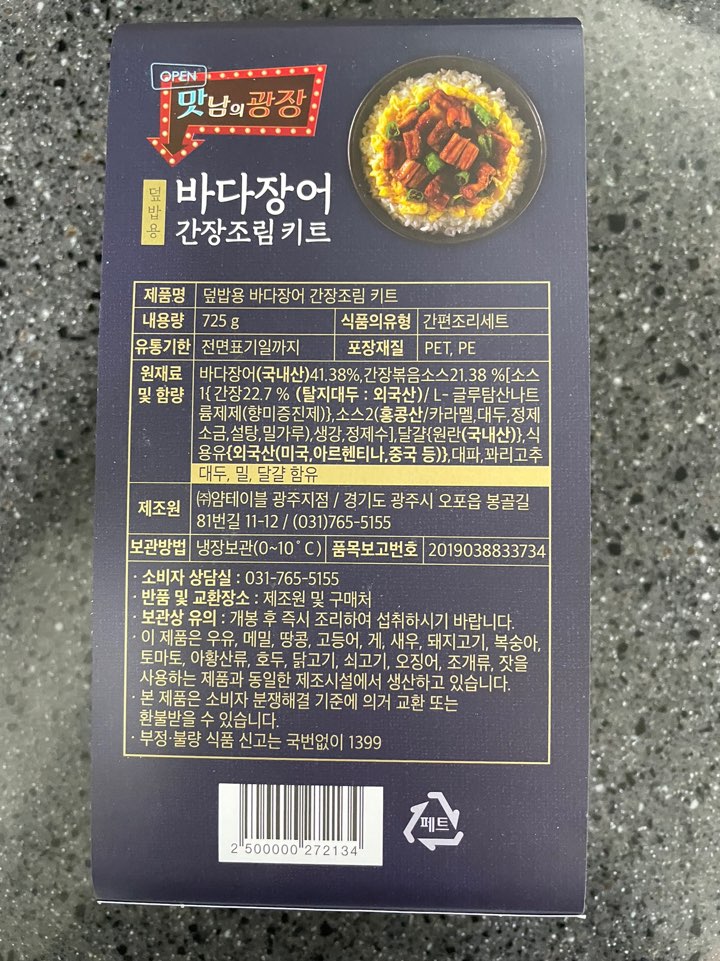 OPEN
맛남의광장
덮밥용
바다장어
간장조림 키트
제품명 덮밥용 바다장어 간장조림 키트
내용량 725 g 식품의유형 간편조리세트
유통기한 전면표기일까지 포장재질 PET, PE
원재료 및 함량
바다장어(국내산)41.38%,간장볶음소스21.38 %[소스
1{간장22.7 % (탈지대두 : 외국산)/ L- 글루탐산나트
륨제제(향미증진제)},소스2(홍콩산/카라멜, 대두, 정제
소금,설탕,밀가루),생강,정제수],달걀{원란(국내산)},식
용유{외국산(미국,아르헨티나,중국 등)},대파,꽈리고추
대두, 밀, 달걀 함유
제조원 ㈜얌테이블 광주지점 / 경기도 광주시 오포읍 봉골길
81번길 11-12 / (031)765-5155
보관방법 냉장보관(0~10˚C) 품목보고번호 2019038833734
· 소비자 상담실 : 031-765-5155
· 반품 및 교환장소 : 제조원 및 구매처
· 보관상 유의 : 개봉 후 즉시 조리하여 섭취하시기 바랍니다.
· 이 제품은 우유, 메밀, 땅콩, 고등어, 게, 새우, 돼지고기, 복숭아,
토마토, 아황산류, 호두, 닭고기, 쇠고기, 오징어, 조개류, 잣을
사용하는 제품과 동일한 제조시설에서 생산하고 있습니다.
· 본 제품은 소비자 분쟁해결 기준에 의거 교환 또는
환불받을 수 있습니다.
· 부정·불량 식품 신고는 국번없이 1399
2 500000 272134
페트